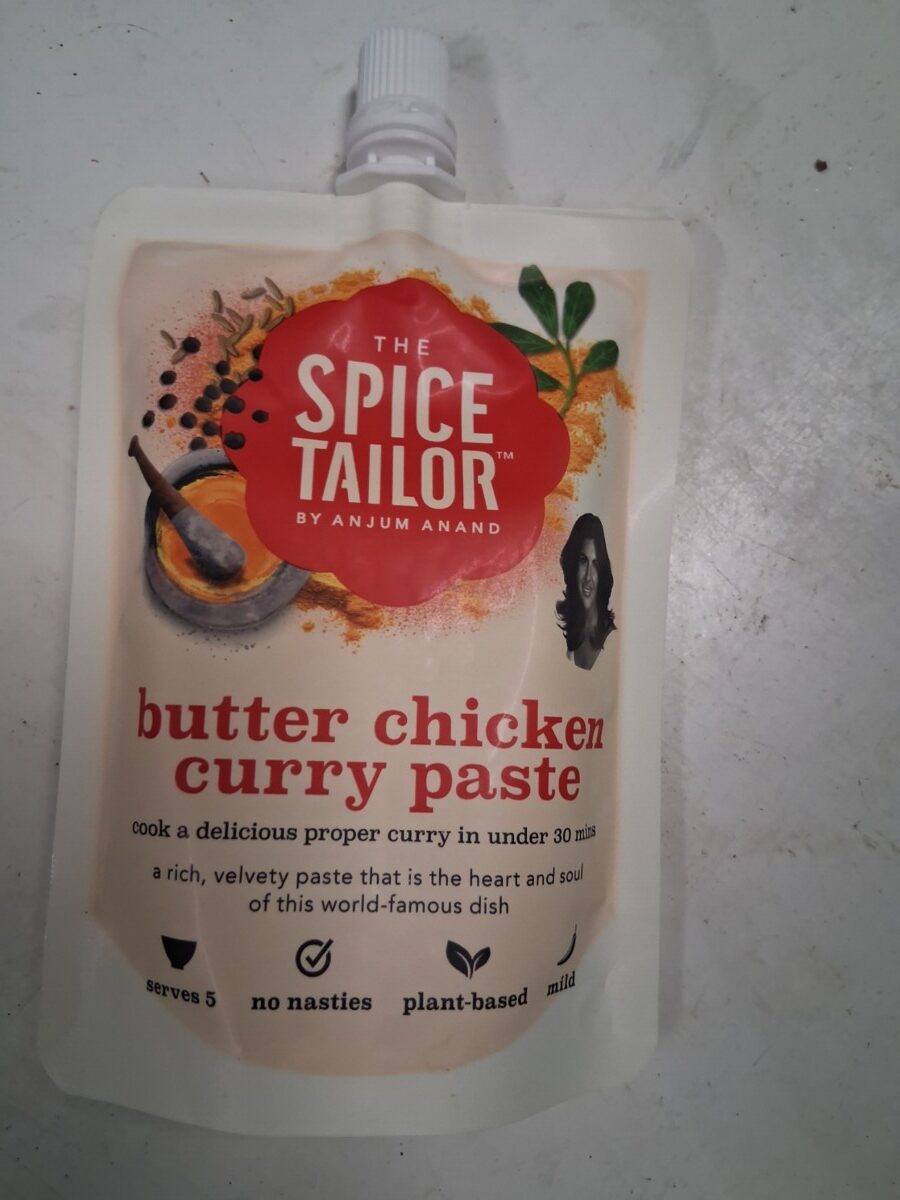 THE
SPICE
TAILOR™
BY ANJUM ANAND
butter chicken
curry paste
cook a delicious proper curry in under 30 mins
a rich, velvety paste that is the heart and soul
of this world-famous dish
serves 5 no nasties plant-based mild